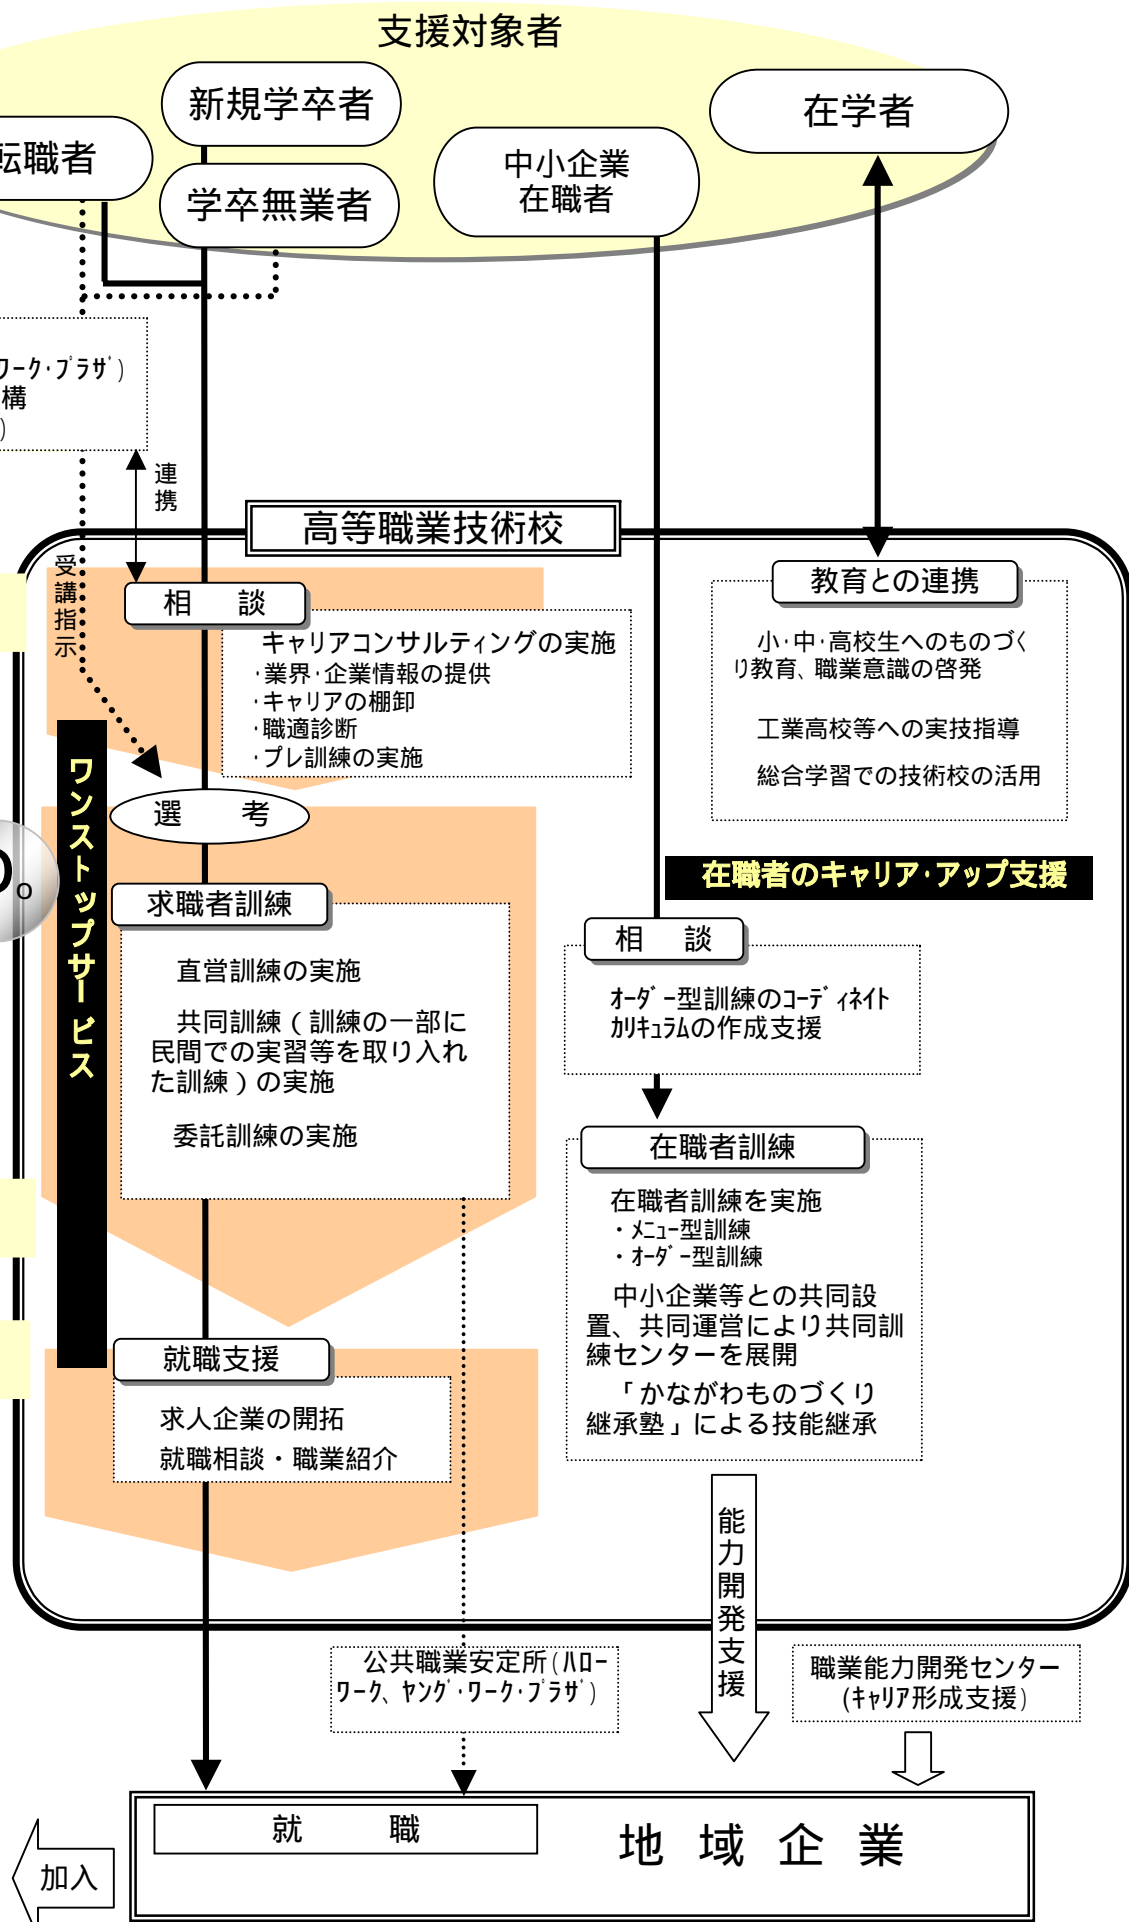 支援対象者
新規学卒者
在学者
転職者
中小企業
在職者
学卒無業者
ワーク・プラザ)
構
)
連携
高等職業技術校
受講指示
相　談
キャリアコンサルティングの実施
・業界・企業情報の提供
・キャリアの棚卸
・職適診断
・プレ訓練の実施
教育との連携
小・中・高校生へのものづく
り教育、職業意識の啓発
工業高校等への実技指導
総合学習での技術校の活用
ワンストップサービス
選　考
在職者のキャリア・アップ支援
求職者訓練
直営訓練の実施
共同訓練(訓練の一部に
民間での実習等を取り入れ
た訓練)の実施
委託訓練の実施
相　談
オーダー型訓練のコーディネイト
カリキュラムの作成支援
在職者訓練
在職者訓練を実施
・メニュー型訓練
・オーダー型訓練
中小企業等との共同設
置、共同運営により共同訓
練センターを展開
「かながわものづくり
継承塾」による技能継承
就職支援
求人企業の開拓
就職相談・職業紹介
能力開発支援
公共職業安定所(ハロー
ワーク、ヤング・ワーク・プラザ)
職業能力開発センター
(キャリア形成支援)
就　職
地域企業
加入